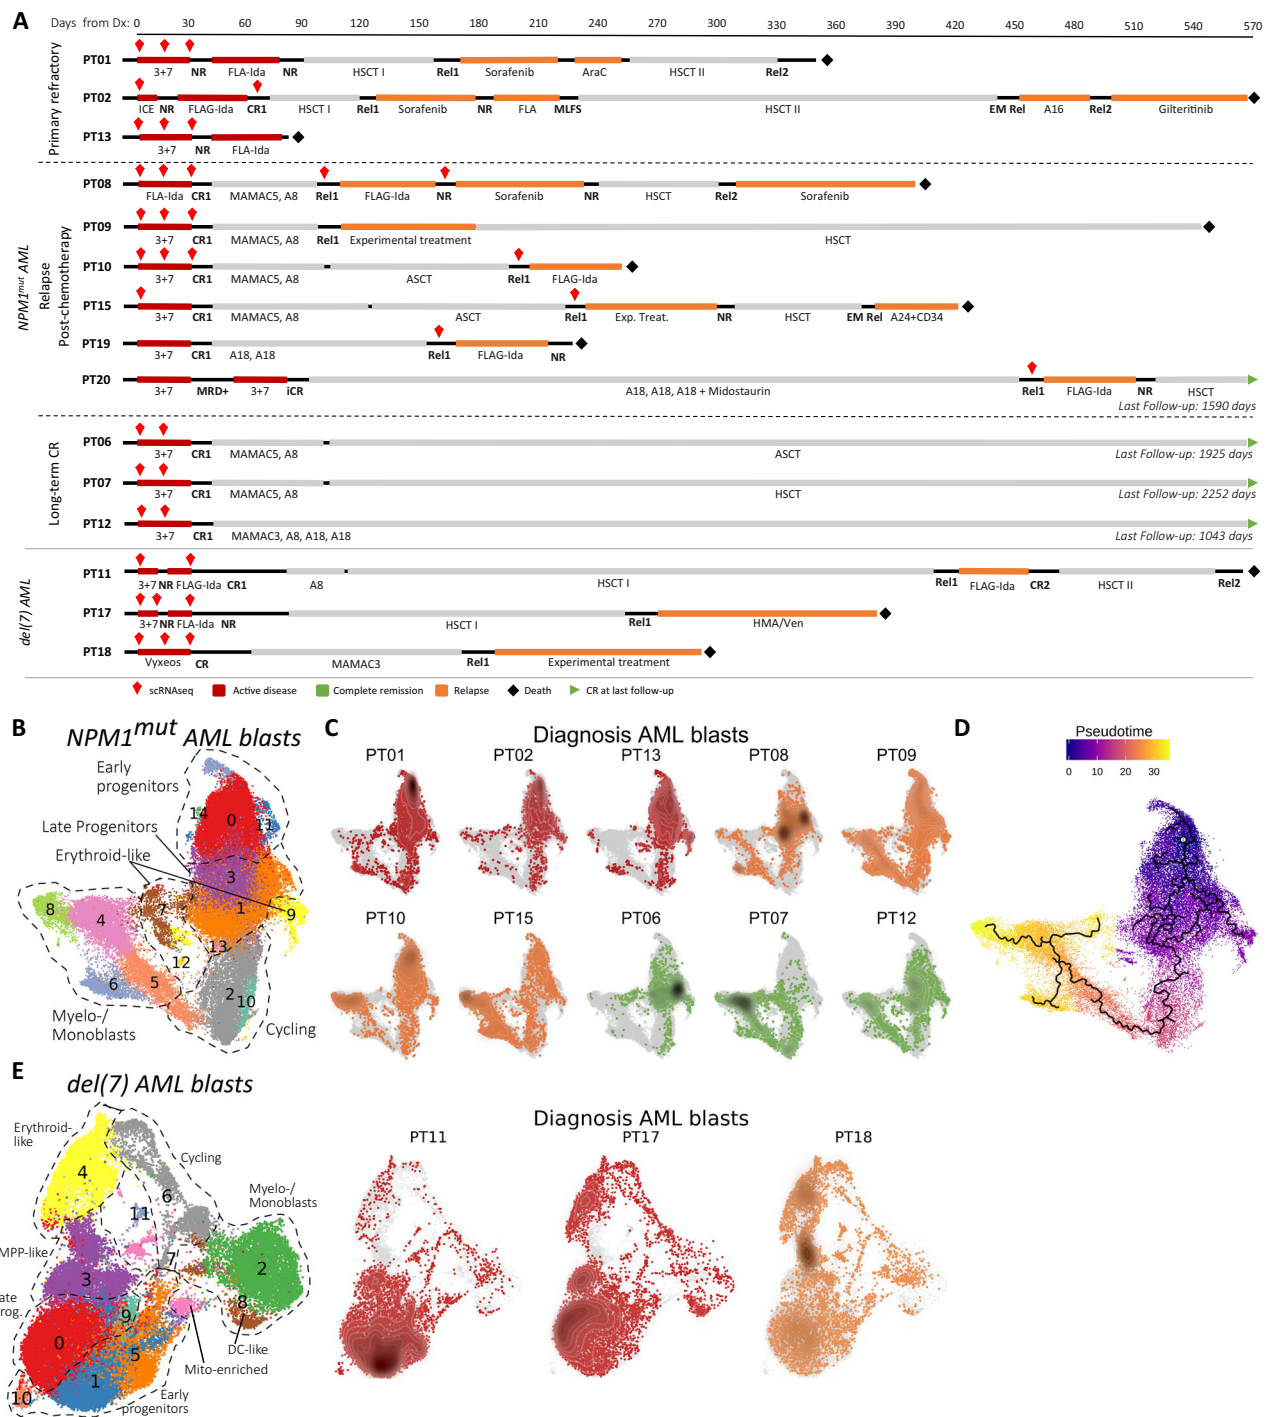 A
Days from Dx: 0 30 60 90 120 150 180 210 240 270 300 330 360 390 420 450 480 510 540 570
Primary refractory
PT01
3+7 NR FLA-Ida NR HSCT I Rel1 Sorafenib AraC HSCT II Rel2
PT02
ICE NR FLAG-Ida CR1 HSCT I Rel1 Sorafenib NR FLA MLFS HSCT II EM Rel A16 Rel2 Gilteritinib
PT13
3+7 NR FLA-Ida
NPM1mut AML
Relapse
Post-chemotherapy
PT08
FLA-Ida CR1 MAMAC5, A8 Rel1 FLAG-Ida NR Sorafenib NR HSCT Rel2 Sorafenib
PT09
3+7 CR1 MAMAC5, A8 Rel1 Experimental treatment HSCT
PT10
3+7 CR1 MAMAC5, A8 ASCT Rel1 FLAG-Ida
PT15
3+7 CR1 MAMAC5, A8 ASCT Rel1 Exp. Treat. NR HSCT EM Rel A24+CD34
PT19
3+7 CR1 A18, A18 Rel1 FLAG-Ida NR
PT20
3+7 MRD+ 3+7 iCR A18, A18, A18 + Midostaurin Rel1 FLAG-Ida NR HSCT
Last Follow-up: 1590 days
Long-term CR
PT06
3+7 CR1 MAMAC5, A8 ASCT Last Follow-up: 1925 days
PT07
3+7 CR1 MAMAC5, A8 HSCT Last Follow-up: 2252 days
PT12
3+7 CR1 MAMAC3, A8, A18, A18 Last Follow-up: 1043 days
del(7) AML
PT11
3+7 NR FLAG-Ida CR1 A8 HSCT I Rel1 FLAG-Ida CR2 HSCT II Rel2
PT17
3+7 NR FLA-Ida NR HSCT I Rel1 HMA/Ven
PT18
Vyxeos CR MAMAC3 Rel1 Experimental treatment
scRNAseq Active disease Complete remission Relapse Death CR at last follow-up
B
NPM1mut AML blasts
Early
progenitors
Late Progenitors
Erythroid-like
14 0 11
3
8 4 7 1 9
13
12
6 5 2 10
Myelo-/
Monoblasts
Cycling
C
Diagnosis AML blasts
PT01 PT02 PT13 PT08 PT09
PT10 PT15 PT06 PT07 PT12
D
Pseudotime
0 10 20 30
E
del(7) AML blasts
Erythroid-
like
Cycling
4
6
Myelo-/
Monoblasts
11
MPP-like
7
2
3
ate
rog.
9 8
0
5
DC-like
Mito-enriched
1
10
Early
progenitors
Diagnosis AML blasts
PT11 PT17 PT18